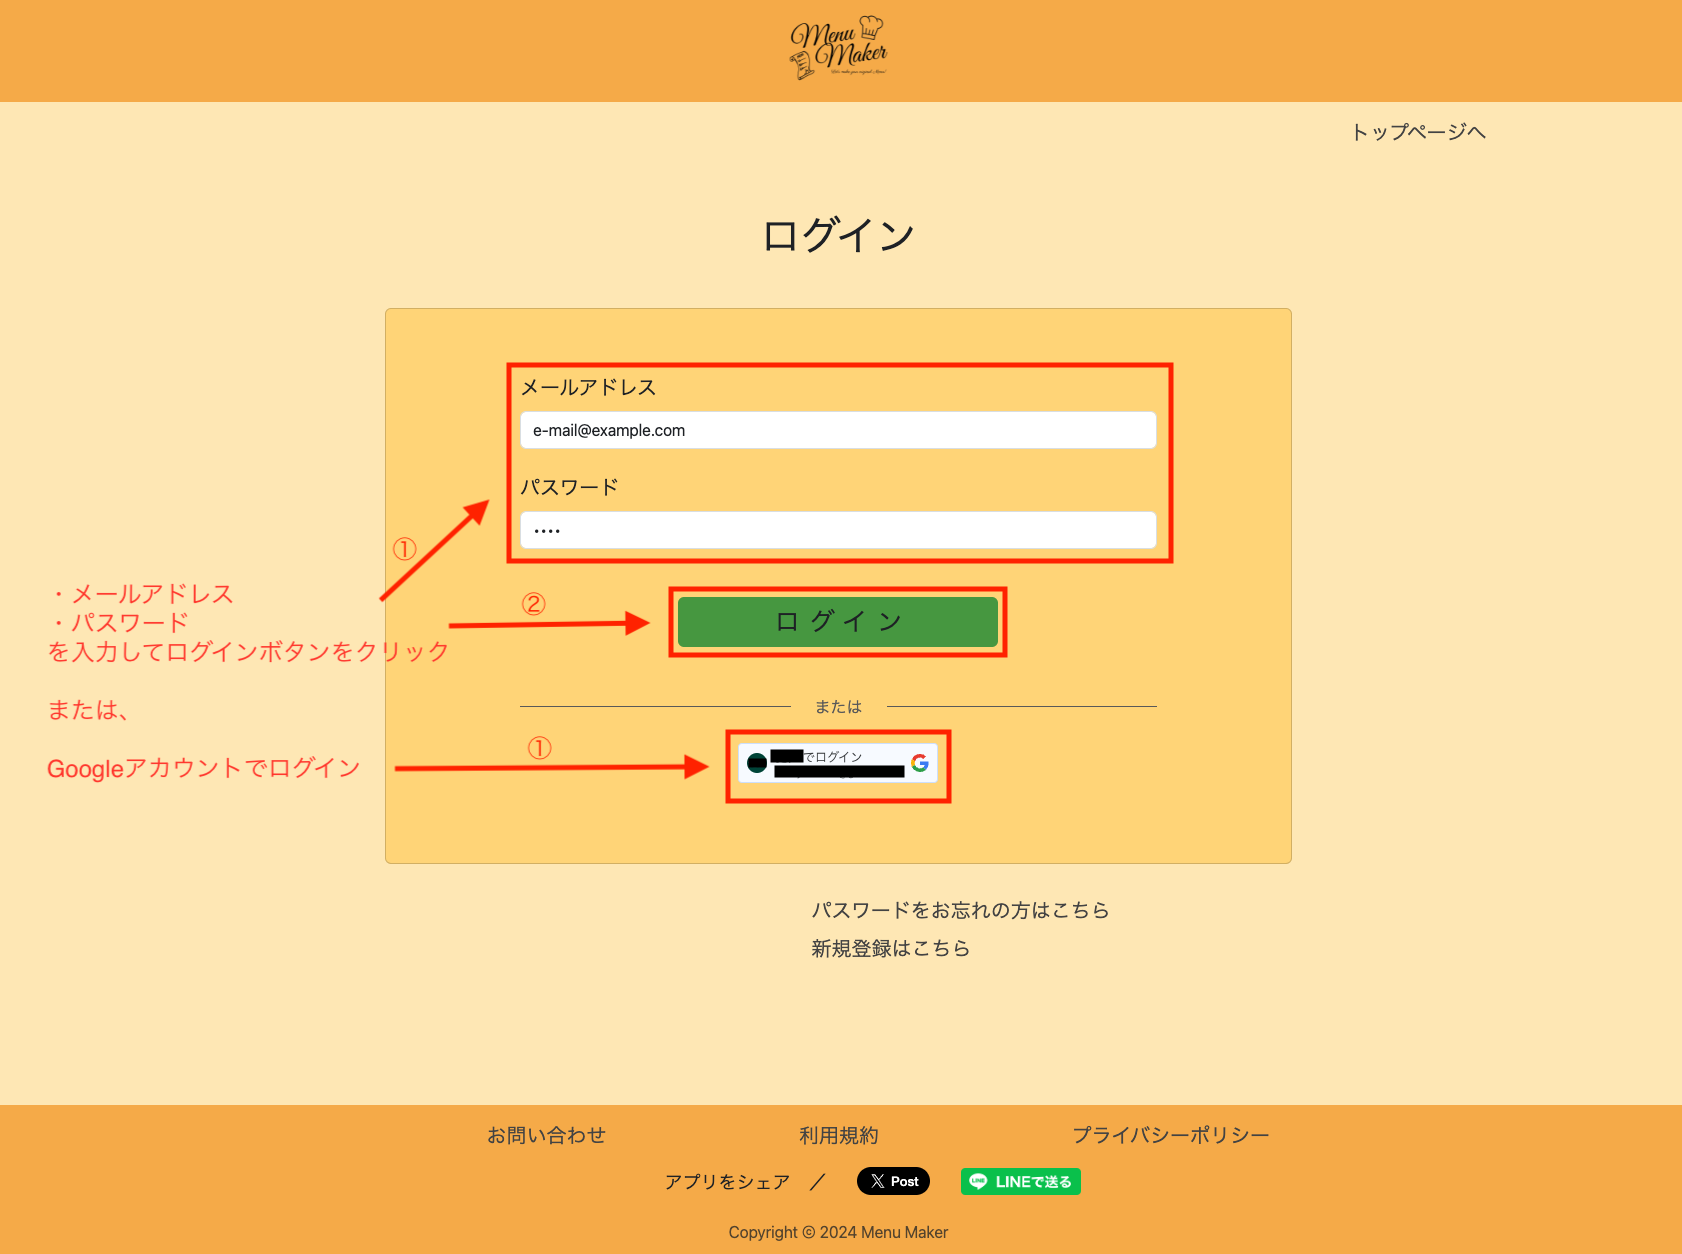 Menu
Maker
トップページへ
ログイン
メールアドレス
e-mail@example.com
パスワード
••••
①
・メールアドレス
・パスワード
を入力してログインボタンをクリック
②
ログイン
または、
または
①
Googleアカウントでログイン
でログイン
パスワードをお忘れの方はこちら
新規登録はこちら
お問い合わせ
利用規約
プライバシーポリシー
アプリをシェア ／
X Post
LINEで送る
Copyright © 2024 Menu Maker